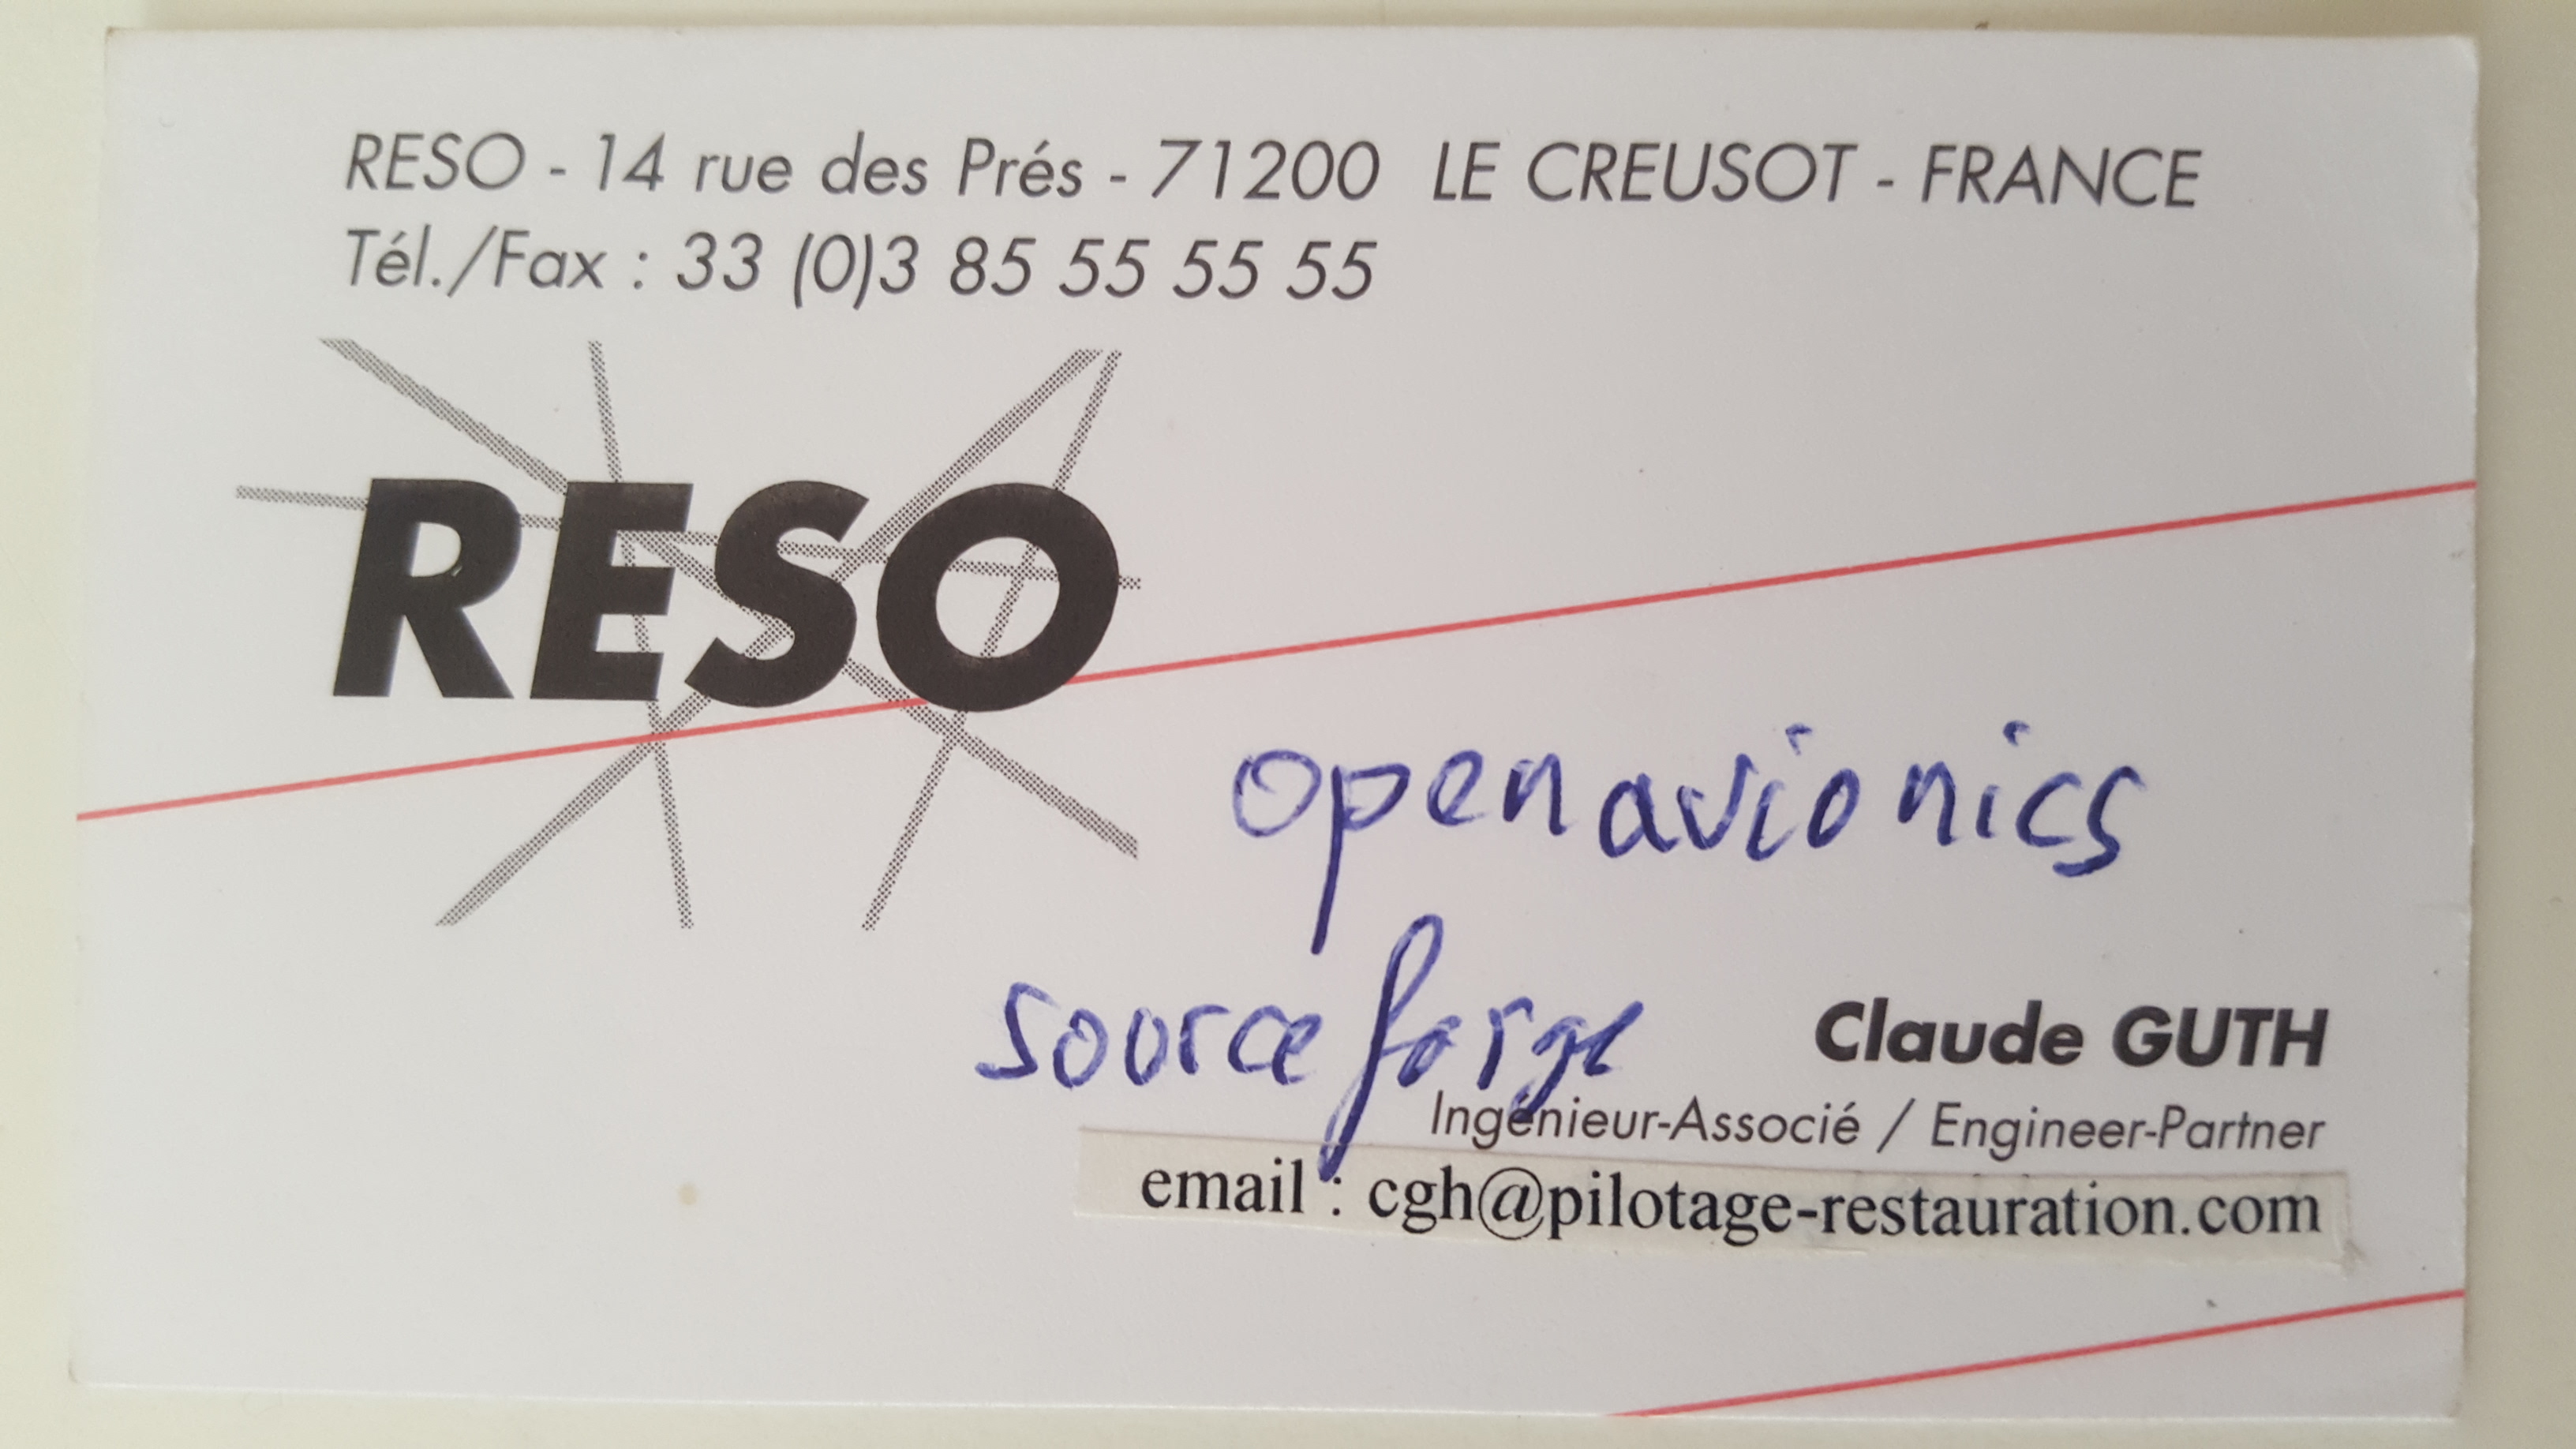 RESO - 14 rue des Prés - 71200 LE CREUSOT - FRANCE
Tél./Fax : 33 (0)3 85 55 55 55
RESO
openavionics
sourceforge
Claude GUTH
Ingénieur-Associé / Engineer-Partner
email : cgh@pilotage-restauration.com